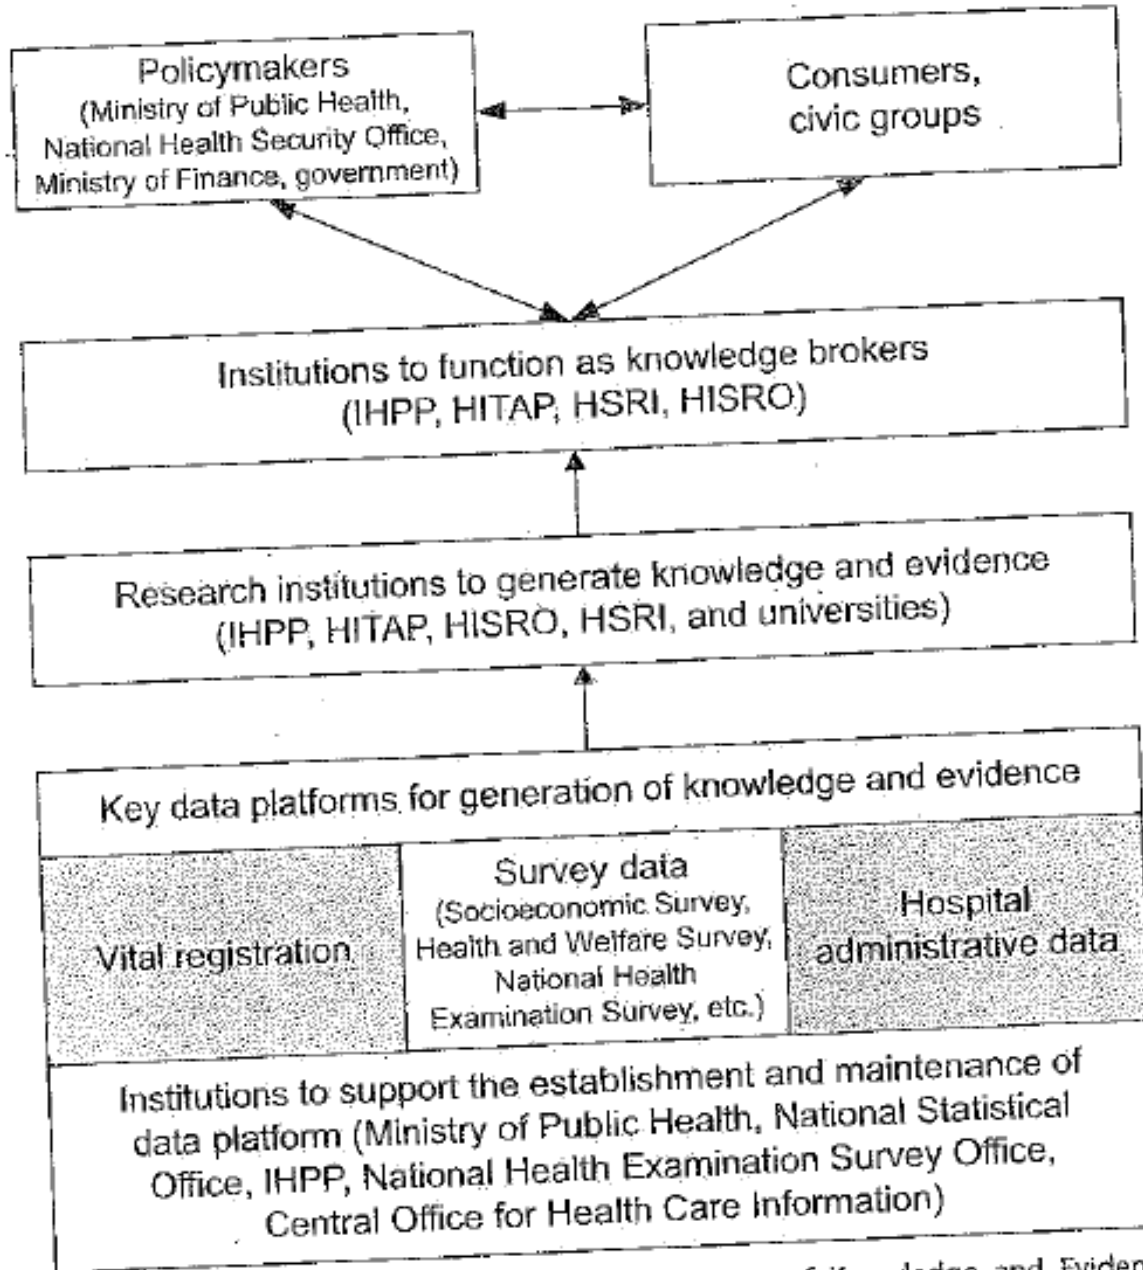 Policymakers
(Ministry of Public Health,
National Health Security Office,
Ministry of Finance, government)
Consumers,
civic groups
Institutions to function as knowledge brokers
(IHPP, HITAP, HSRI, HISRO)
Research institutions to generate knowledge and evidence
(IHPP, HITAP, HISRO, HSRI, and universities)
Key data platforms for generation of knowledge and evidence
Vital registration
Survey data
(Socioeconomic Survey,
Health and Welfare Survey,
National Health
Examination Survey, etc.)
Hospital
administrative data
Institutions to support the establishment and maintenance of
data platform (Ministry of Public Health, National Statistical
Office, IHPP, National Health Examination Survey Office,
Central Office for Health Care Information)
and